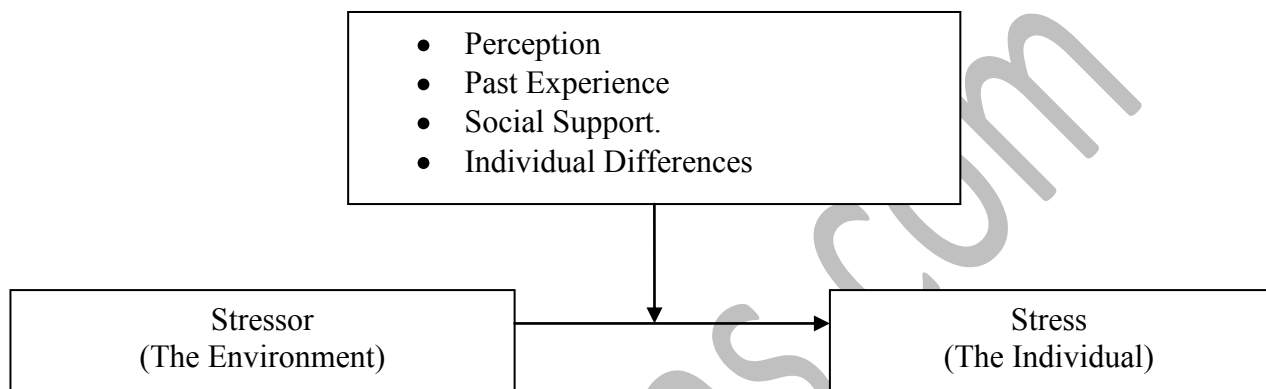 • Perception
• Past Experience
• Social Support.
• Individual Differences
Stressor
(The Environment)
Stress
(The Individual)